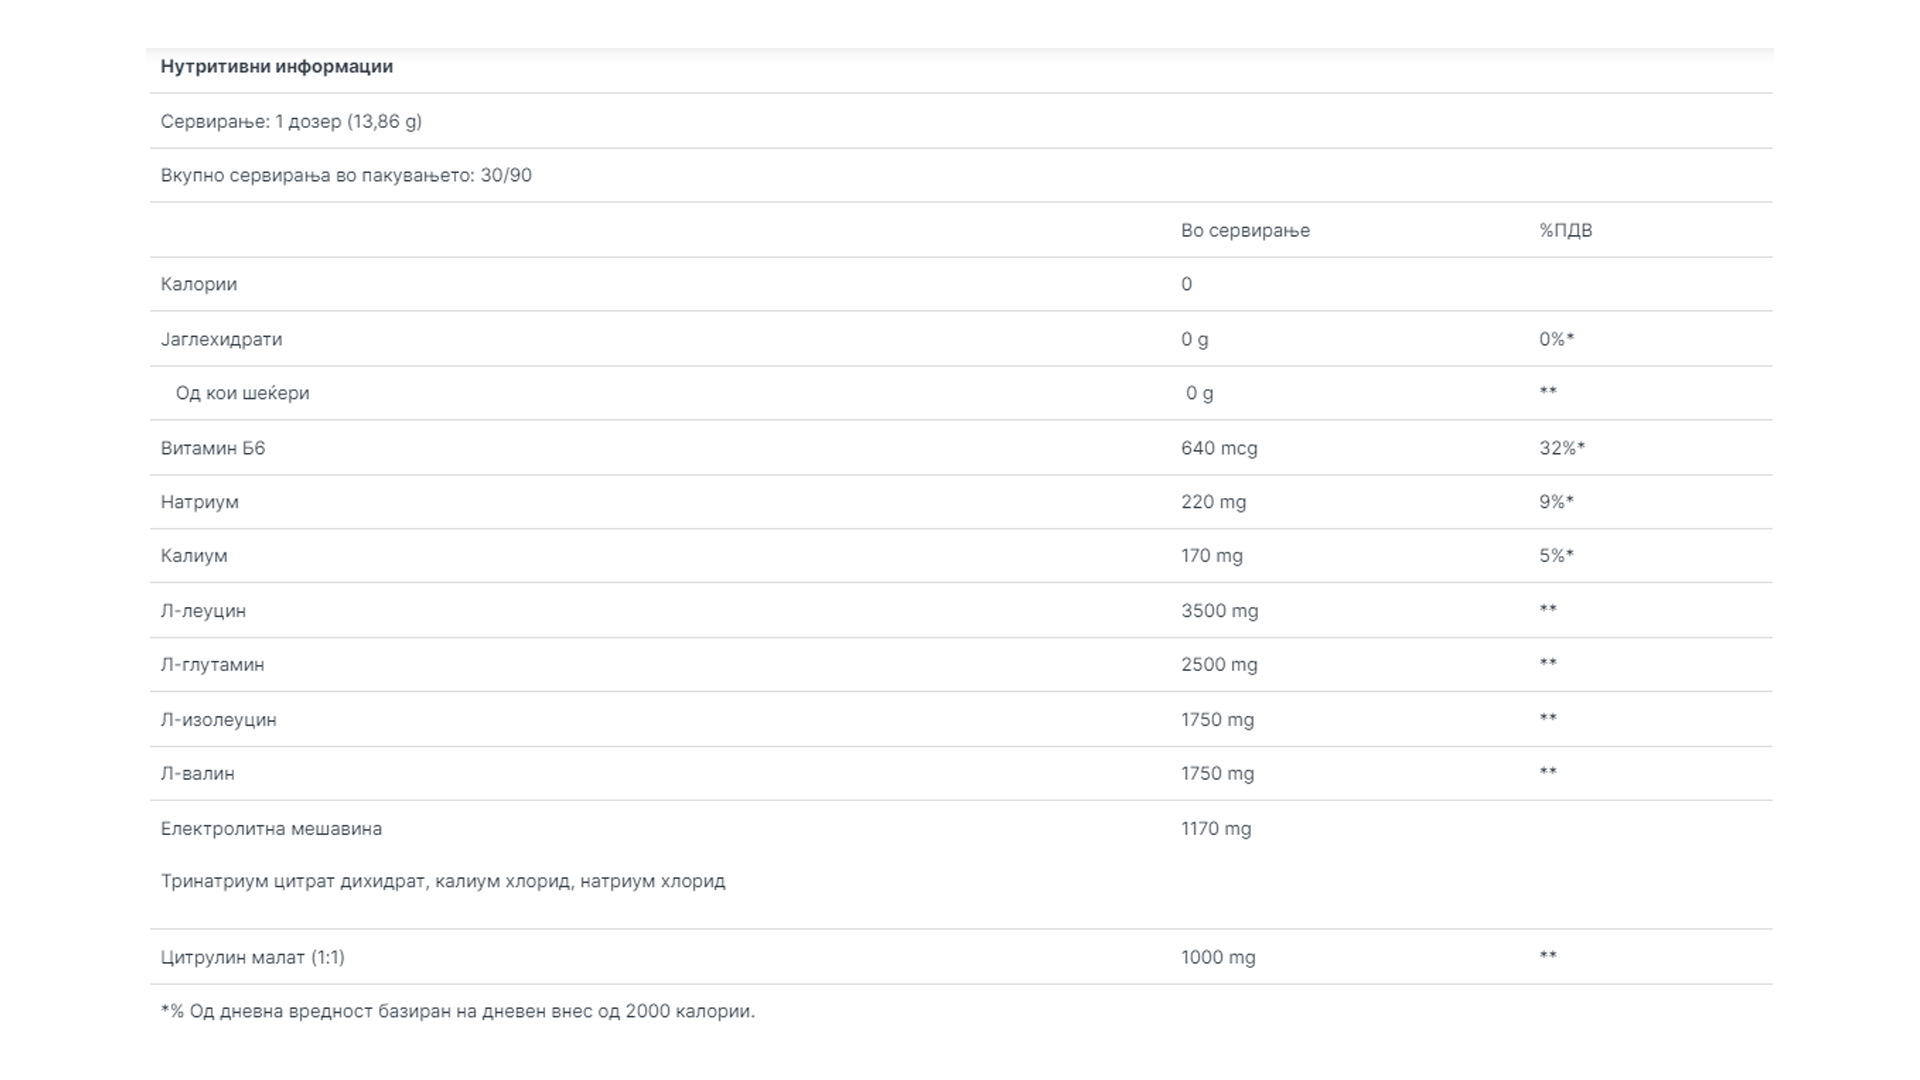 Нутритивни информации
Сервирање: 1 дозер (13,86 g)
Вкупно сервирања во пакувањето: 30/90
Во сервирање %ПДВ
Калории 0
Јаглехидрати 0 g 0%*
Од кои шеќери 0 g **
Витамин Б6 640 mcg 32%*
Натриум 220 mg 9%*
Калиум 170 mg 5%*
Л-леуцин 3500 mg **
Л-глутамин 2500 mg **
Л-изолеуцин 1750 mg **
Л-валин 1750 mg **
Електролитна мешавина 1170 mg
Тринатриум цитрат дихидрат, калиум хлорид, натриум хлорид
Цитрулин малат (1:1) 1000 mg **
*% Од дневна вредност базиран на дневен внес од 2000 калории.